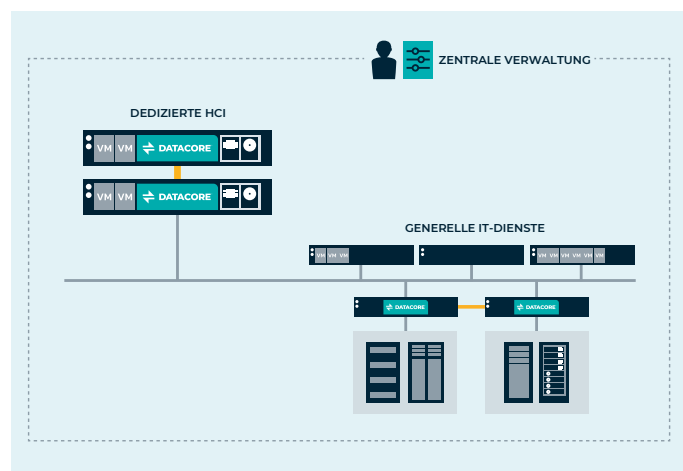 ZENTRALE VERWALTUNG
DEDIZIERTE HCI
VM VM DATACORE
VM VM DATACORE
GENERELLE IT-DIENSTE
VM VM VM
VM VM VM VM VM
DATACORE
DATACORE